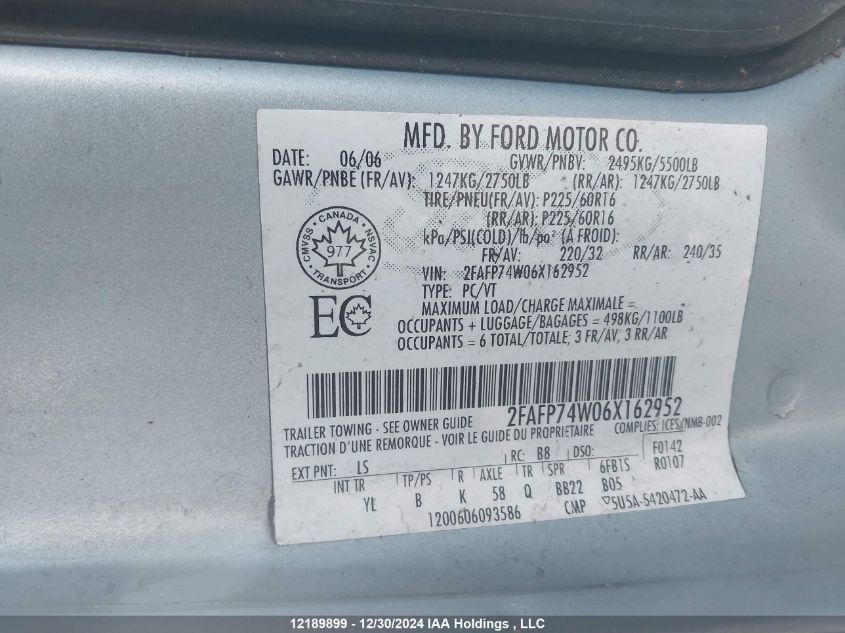 MFD. BY FORD MOTOR CO.
DATE: 06/06 GVWR/PNBV: 2495KG/5500LB
GAWR/PNBE (FR/AV): 1247KG/2750LB (RR/AR): 1247KG/2750LB
TIRE/PNEU(FR/AV): P225/60R16
(RR/AR): P225/60R16
kPa/PSI(COLD)/lb/po² (A FROID):
FR/AV: 220/32 RR/AR: 240/35
VIN: 2FAFP74W06X162952
TYPE: PC/VT
MAXIMUM LOAD/CHARGE MAXIMALE =
OCCUPANTS + LUGGAGE/BAGAGES = 498KG/1100LB
OCCUPANTS = 6 TOTAL/TOTALE; 3 FR/AV, 3 RR/AR
CMVSS CANADA NSVAC
977
TRANSPORT
EC
2FAFP74W06X162952
TRAILER TOWING - SEE OWNER GUIDE COMPLIES: ICES/NMB-002
TRACTION D'UNE REMORQUE - VOIR LE GUIDE DU PROPRIETAIRE
EXT PNT: LS RC: B8 DSO: F0142
INT TR TP/PS R AXLE TR SPR 6FB1S R0107
YL B K 58 Q BB22 B05
1200606093586 CMP 5U5A-5420472-AA
12189899 - 12/30/2024 IAA Holdings , LLC